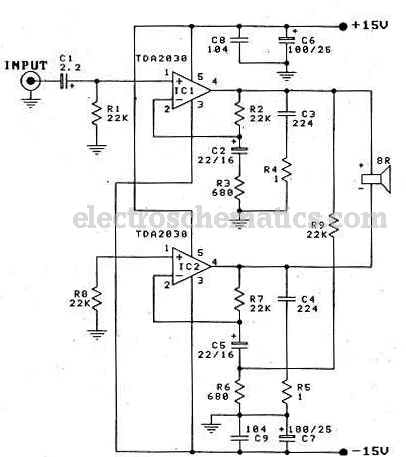 +15V
C8
104
C6
100/25
TDA2030
INPUT
C1
2.2
1
5
4
2
3
IC1
R1
22K
R2
22K
C3
224
C2
22/16
R3
680
R4
1
8R
electroschematics.com
R9
22K
TDA2030
1
5
4
2
3
IC2
R8
22K
R7
22K
C4
224
C5
22/16
R6
680
R5
1
104
C9
100/25
C7
-15V